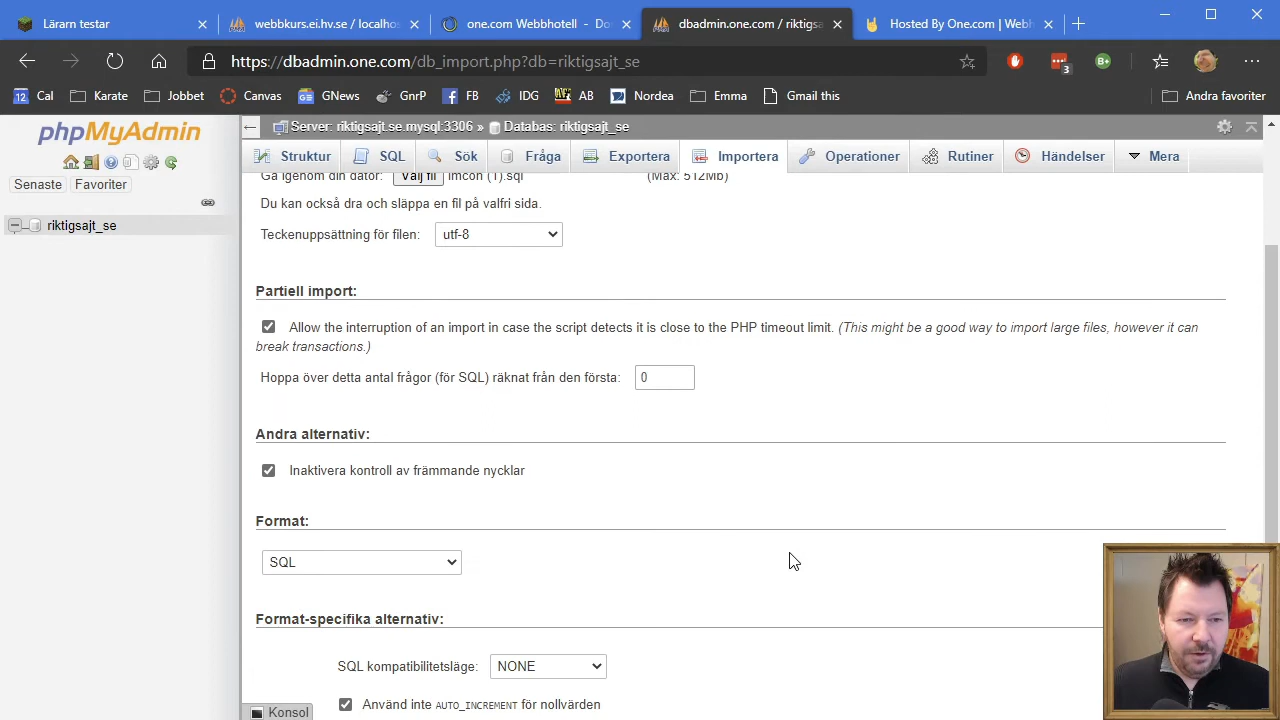 Lärarn testar
webbkurs.ei.hv.se / localhos
one.com Webbhotell - Do
dbadmin.one.com / riktigsa
Hosted By One.com | Webh
https://dbadmin.one.com/db_import.php?db=riktigsajt_se
3
B+
12 Cal
Karate
Jobbet
Canvas
GNews
GnrP
FB
IDG
AB
Nordea
Emma
Gmail this
Andra favoriter
phpMyAdmin
Senaste
Favoriter
riktigsajt_se
Server: riktigsajt.se.mysql:3306 » Databas: riktigsajt_se
Struktur
SQL
Sök
Fråga
Exportera
Importera
Operationer
Rutiner
Händelser
Mera
Gå igenom din dator: Välj fil imcon (1).sql (Max: 512Mb)
Du kan också dra och släppa en fil på valfri sida.
Teckenuppsättning för filen: utf-8
Partiell import:
Allow the interruption of an import in case the script detects it is close to the PHP timeout limit. (This might be a good way to import large files, however it can
break transactions.)
Hoppa över detta antal frågor (för SQL) räknat från den första: 0
Andra alternativ:
Inaktivera kontroll av främmande nycklar
Format:
SQL
Format-specifika alternativ:
SQL kompatibilitetsläge: NONE
Använd inte AUTO_INCREMENT för nollvärden
Konsol